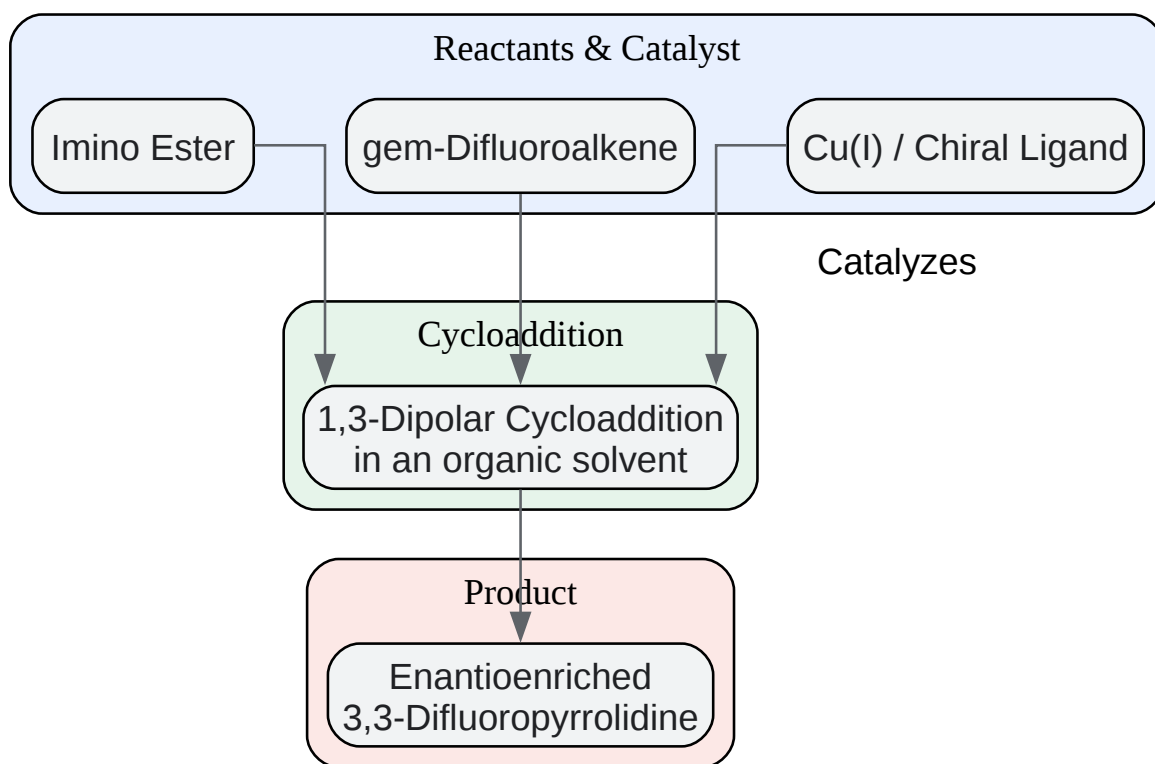 Reactants & Catalyst
Imino Ester
gem-Difluoroalkene
Cu(I) / Chiral Ligand
Catalyzes
Cycloaddition
1,3-Dipolar Cycloaddition
in an organic solvent
Product
Enantioenriched
3,3-Difluoropyrrolidine